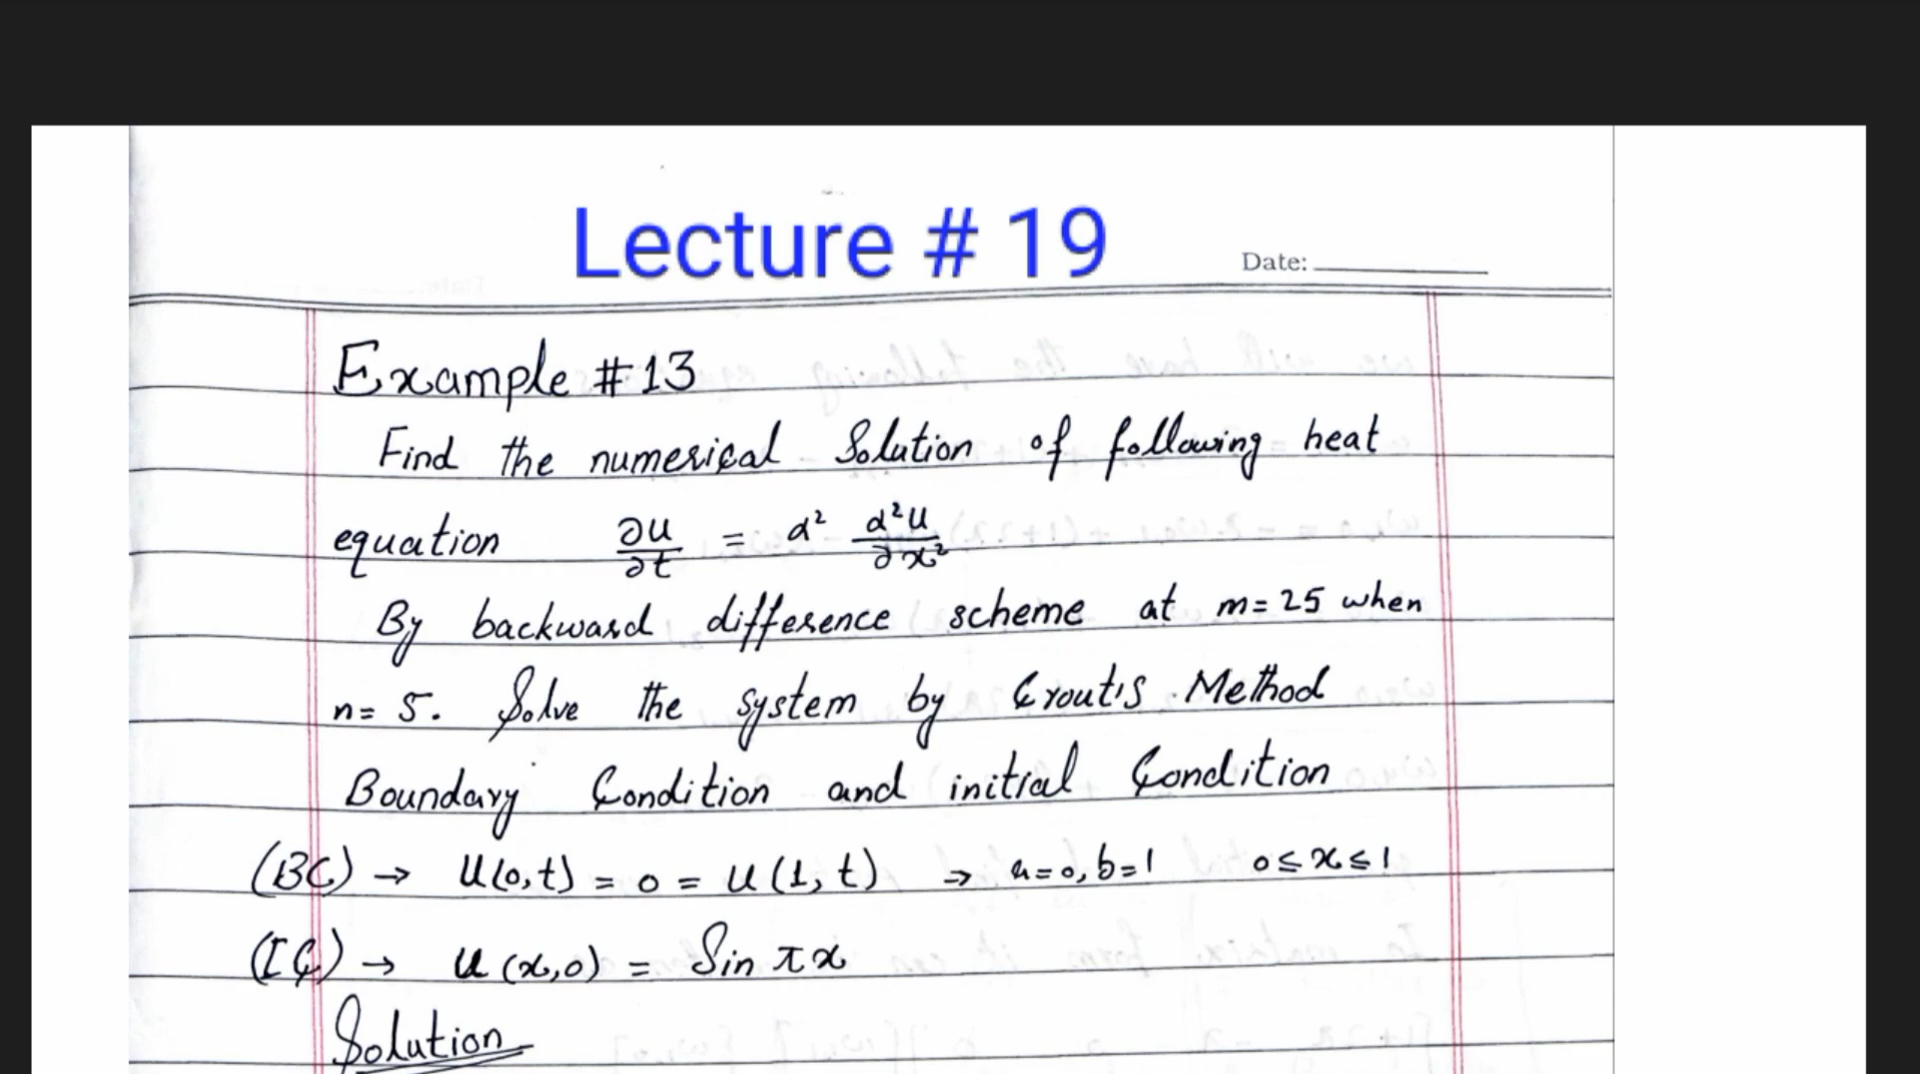 Lecture # 19
Date:
Example #13
Find the numerical Solution of following heat
equation ∂u/∂t = α² ∂²u/∂x²
By backward difference scheme at m=25 when
n= 5. Solve the system by Crout's Method
Boundary Condition and initial Condition
(BC) → U(0,t) = 0 = U(1,t) → a=0, b=1 0≤x≤1
(IC) → U(x,0) = Sin πx
Solution